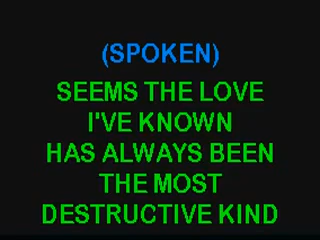 (SPOKEN)
SEEMS THE LOVE
I'VE KNOWN
HAS ALWAYS BEEN
THE MOST
DESTRUCTIVE KIND